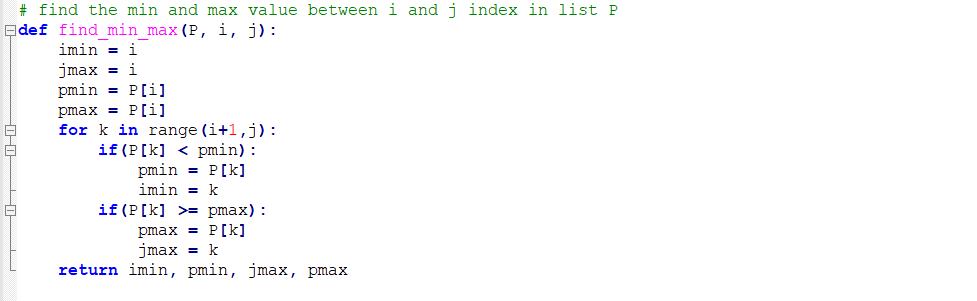 # find the min and max value between i and j index in list P
def find_min_max(P, i, j):
    imin = i
    jmax = i
    pmin = P[i]
    pmax = P[i]
    for k in range(i+1,j):
        if(P[k] < pmin):
            pmin = P[k]
            imin = k
        if(P[k] >= pmax):
            pmax = P[k]
            jmax = k
    return imin, pmin, jmax, pmax